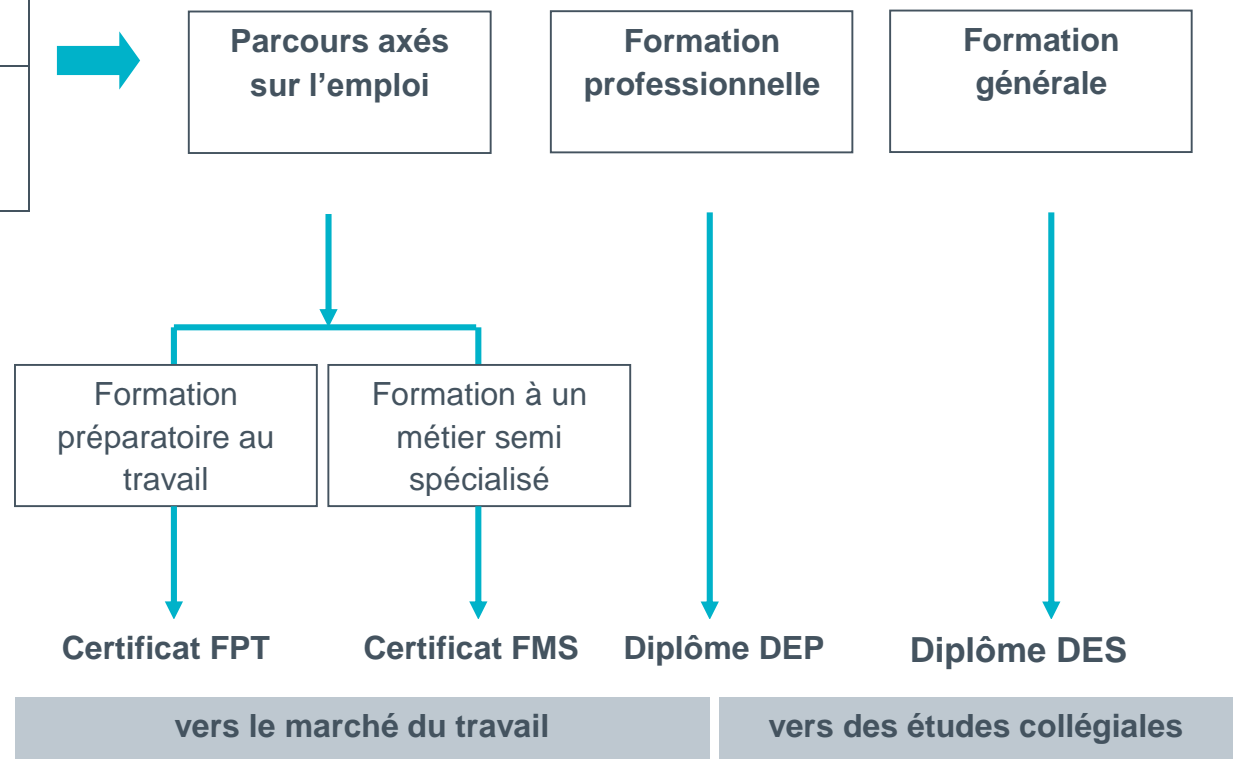 Parcours axés
sur l’emploi
Formation
professionnelle
Formation
générale
Formation
préparatoire au
travail
Formation à un
métier semi
spécialisé
Certificat FPT
Certificat FMS
Diplôme DEP
Diplôme DES
vers le marché du travail
vers des études collégiales